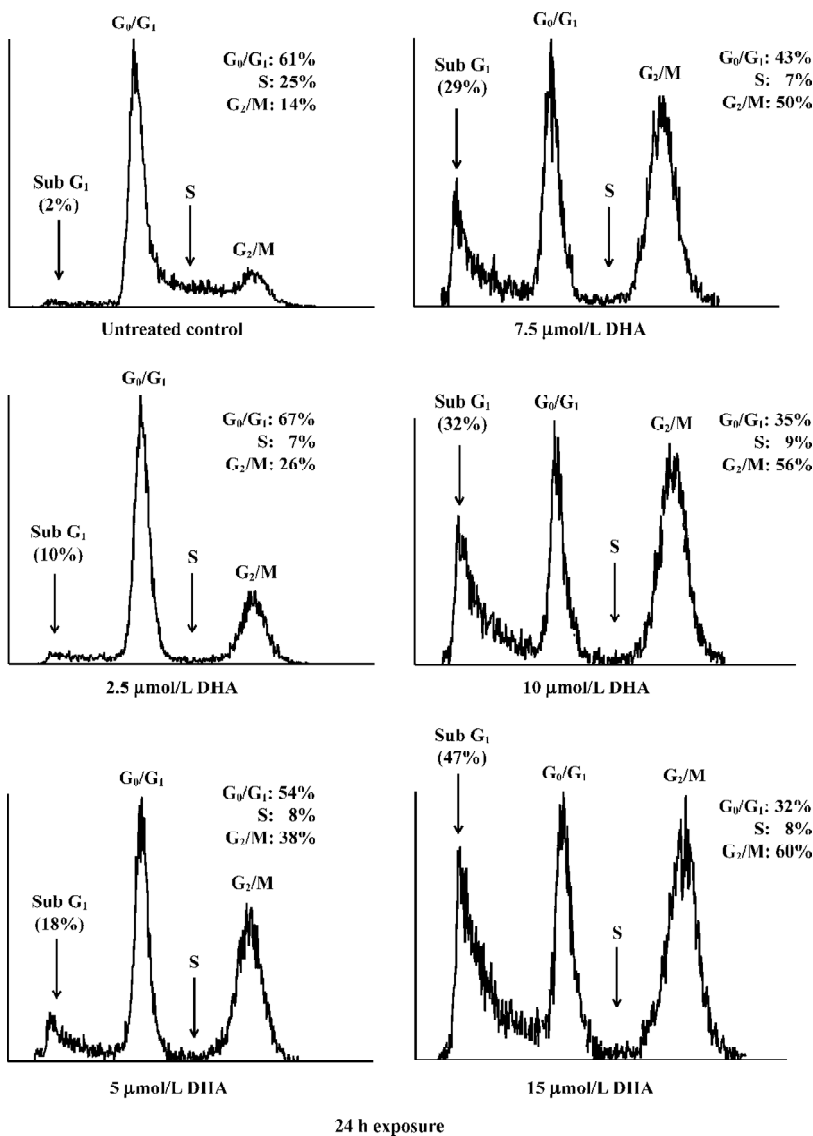 G₀/G₁
G₀/G₁: 61%
S: 25%
G₂/M: 14%
Sub G₁
(2%)
S
G₂/M
Untreated control
G₀/G₁
Sub G₁
(29%)
G₂/M
G₀/G₁: 43%
S: 7%
G₂/M: 50%
S
7.5 µmol/L DHA
G₀/G₁
G₀/G₁: 67%
S: 7%
G₂/M: 26%
Sub G₁
(10%)
S
G₂/M
2.5 µmol/L DHA
Sub G₁
(32%)
G₀/G₁
G₂/M
G₀/G₁: 35%
S: 9%
G₂/M: 56%
S
10 µmol/L DHA
G₀/G₁
G₀/G₁: 54%
S: 8%
G₂/M: 38%
Sub G₁
(18%)
S
G₂/M
5 µmol/L DHA
Sub G₁
(47%)
G₀/G₁
G₂/M
G₀/G₁: 32%
S: 8%
G₂/M: 60%
S
15 µmol/L DHA
24 h exposure